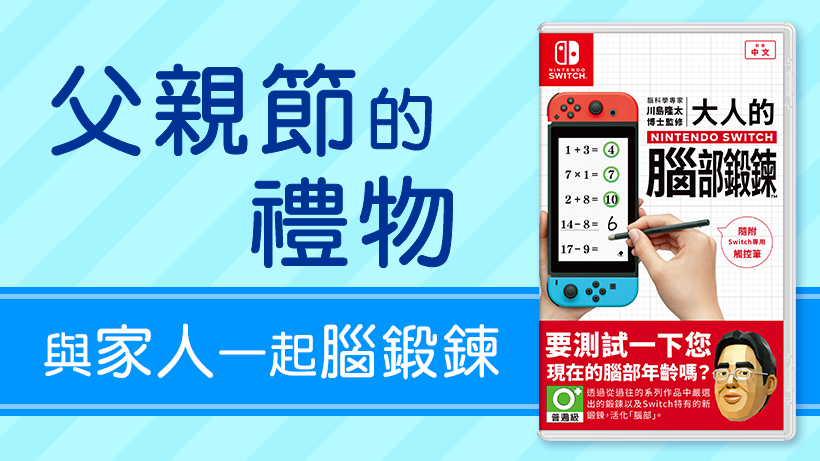 父親節的
禮物
與家人一起腦鍛鍊
NINTENDO
SWITCH
中文
腦科學專家
川島隆太
博士監修
大人的
NINTENDO SWITCH
腦部鍛鍊
TM
1+3=4
7×1=7
2+8=10
14-8=6
17-9=
隨附
Switch專用
觸控筆
要測試一下您
現在的腦部年齡嗎?
透過從過往的系列作品中嚴選
出的鍛鍊以及Switch特有的新
鍛鍊,活化「腦部」。
0+
普遍級